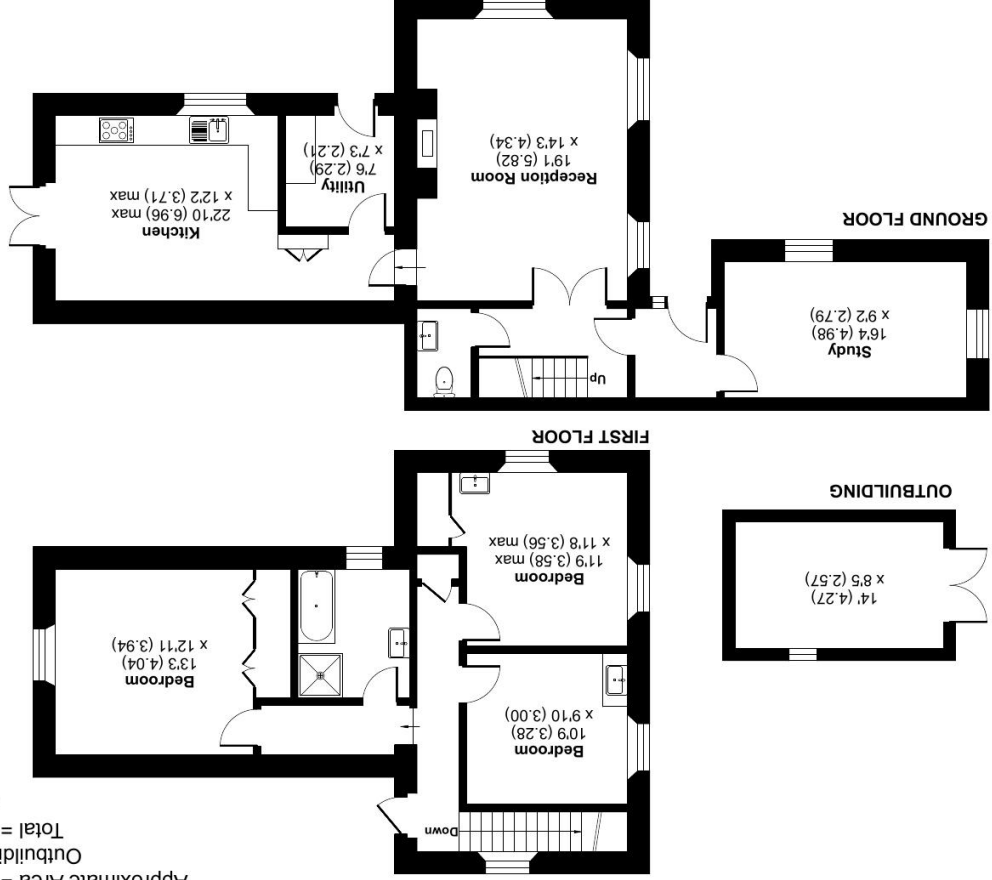 Approximate Area =
Outbuildi
Total =
Down
Bedroom
10'9 (3.28)
x 9'10 (3.00)
Bedroom
13'3 (4.04)
x 12'11 (3.94)
14' (4.27)
x 8'5 (2.57)
OUTBUILDING
Bedroom
11'9 (3.58) max
x 11'8 (3.56) max
FIRST FLOOR
Up
Study
16'4 (4.98)
x 9'2 (2.79)
GROUND FLOOR
Reception Room
19'1 (5.82)
x 14'3 (4.34)
Utility
7'6 (2.29)
x 7'3 (2.21)
Kitchen
22'10 (6.96) max
x 12'2 (3.71) max